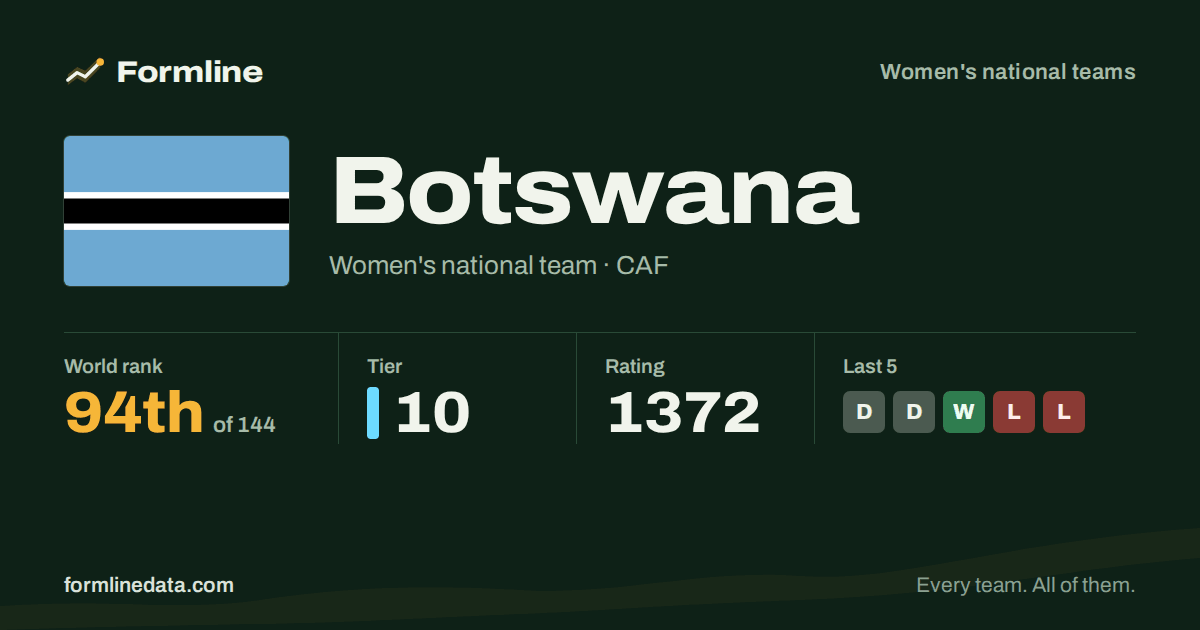 Formline
Women's national teams
Botswana
Women's national team · CAF
World rank
94th of 144
Tier
10
Rating
1372
Last 5
D D W L L
formlinedata.com
Every team. All of them.